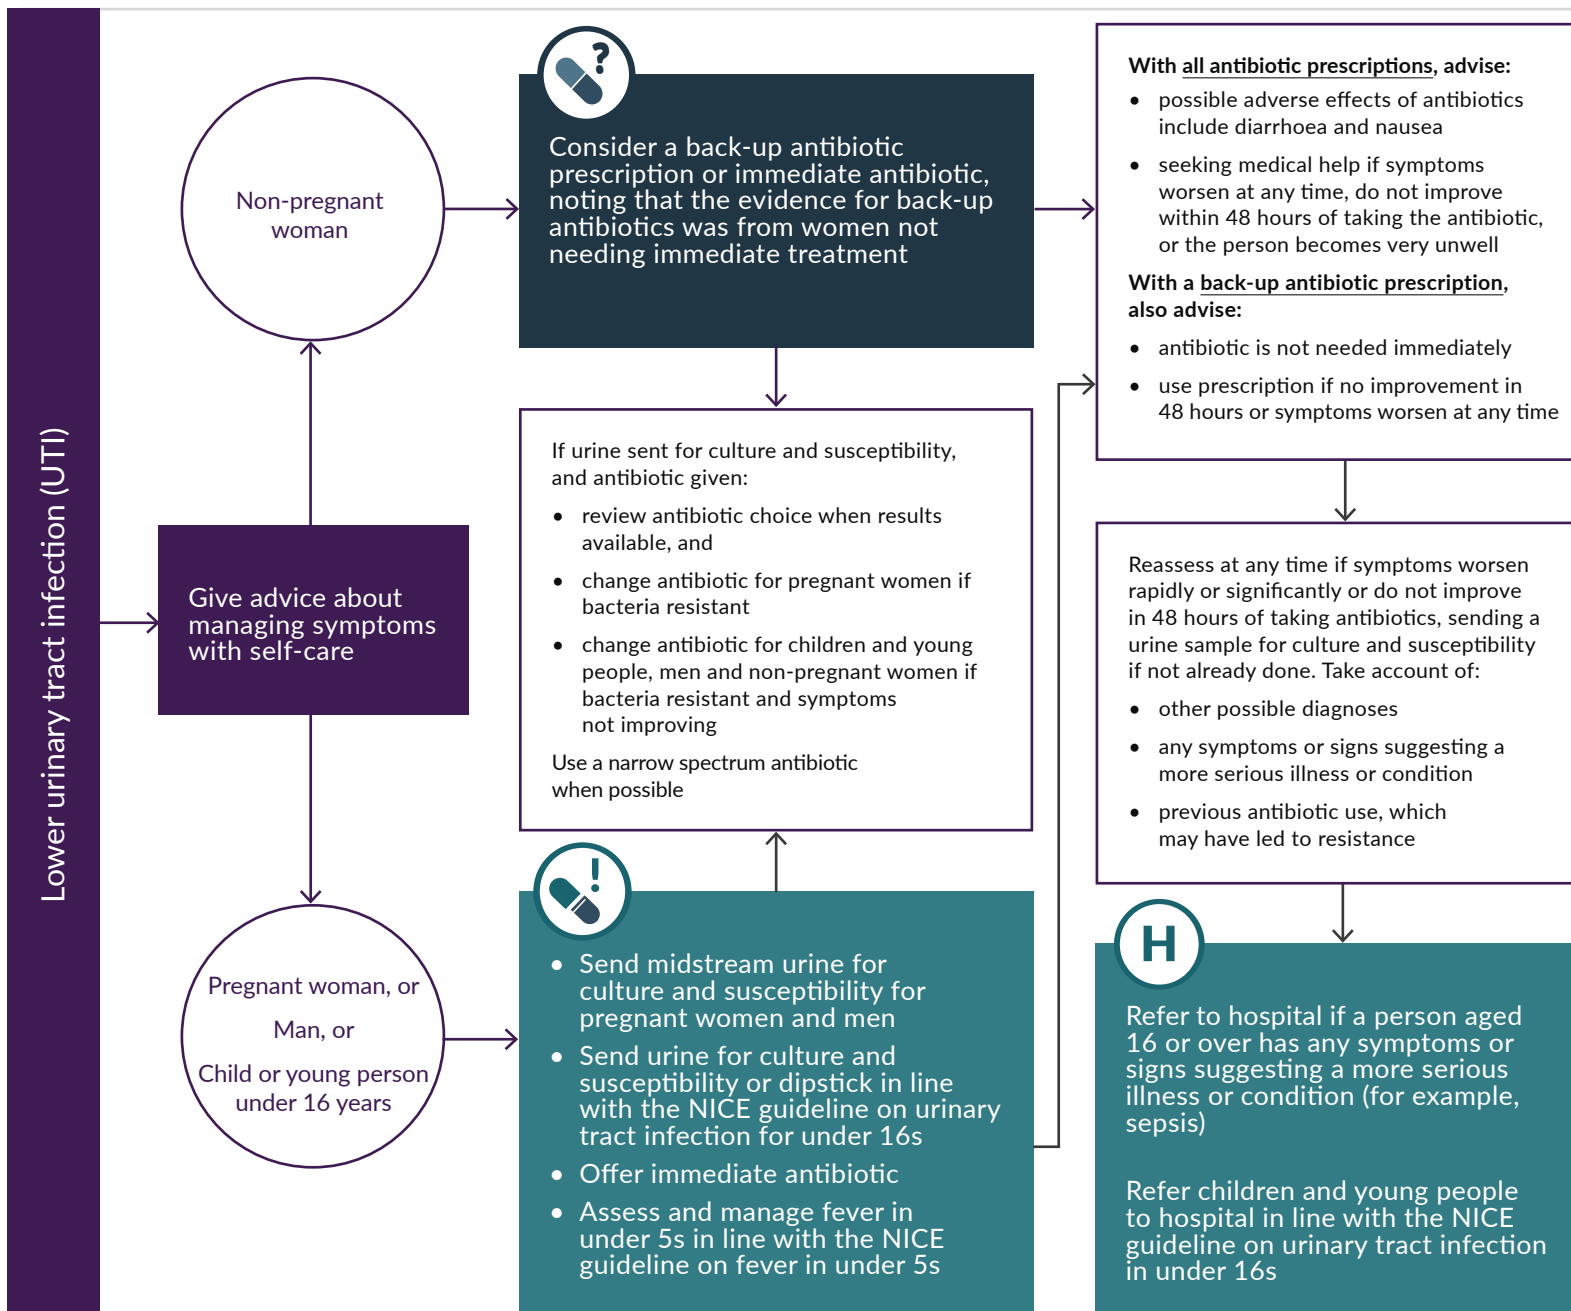 Lower urinary tract infection (UTI)
Give advice about
managing symptoms
with self-care
Non-pregnant
woman
Pregnant woman, or
Man, or
Child or young person
under 16 years
?
Consider a back-up antibiotic
prescription or immediate antibiotic,
noting that the evidence for back-up
antibiotics was from women not
needing immediate treatment
If urine sent for culture and susceptibility,
and antibiotic given:
• review antibiotic choice when results
available, and
• change antibiotic for pregnant women if
bacteria resistant
• change antibiotic for children and young
people, men and non-pregnant women if
bacteria resistant and symptoms
not improving
Use a narrow spectrum antibiotic
when possible
!
• Send midstream urine for
culture and susceptibility for
pregnant women and men
• Send urine for culture and
susceptibility or dipstick in line
with the NICE guideline on urinary
tract infection for under 16s
• Offer immediate antibiotic
• Assess and manage fever in
under 5s in line with the NICE
guideline on fever in under 5s
With all antibiotic prescriptions, advise:
• possible adverse effects of antibiotics
include diarrhoea and nausea
• seeking medical help if symptoms
worsen at any time, do not improve
within 48 hours of taking the antibiotic,
or the person becomes very unwell
With a back-up antibiotic prescription,
also advise:
• antibiotic is not needed immediately
• use prescription if no improvement in
48 hours or symptoms worsen at any time
Reassess at any time if symptoms worsen
rapidly or significantly or do not improve
in 48 hours of taking antibiotics, sending a
urine sample for culture and susceptibility
if not already done. Take account of:
• other possible diagnoses
• any symptoms or signs suggesting a
more serious illness or condition
• previous antibiotic use, which
may have led to resistance
H
Refer to hospital if a person aged
16 or over has any symptoms or
signs suggesting a more serious
illness or condition (for example,
sepsis)
Refer children and young people
to hospital in line with the NICE
guideline on urinary tract infection
in under 16s